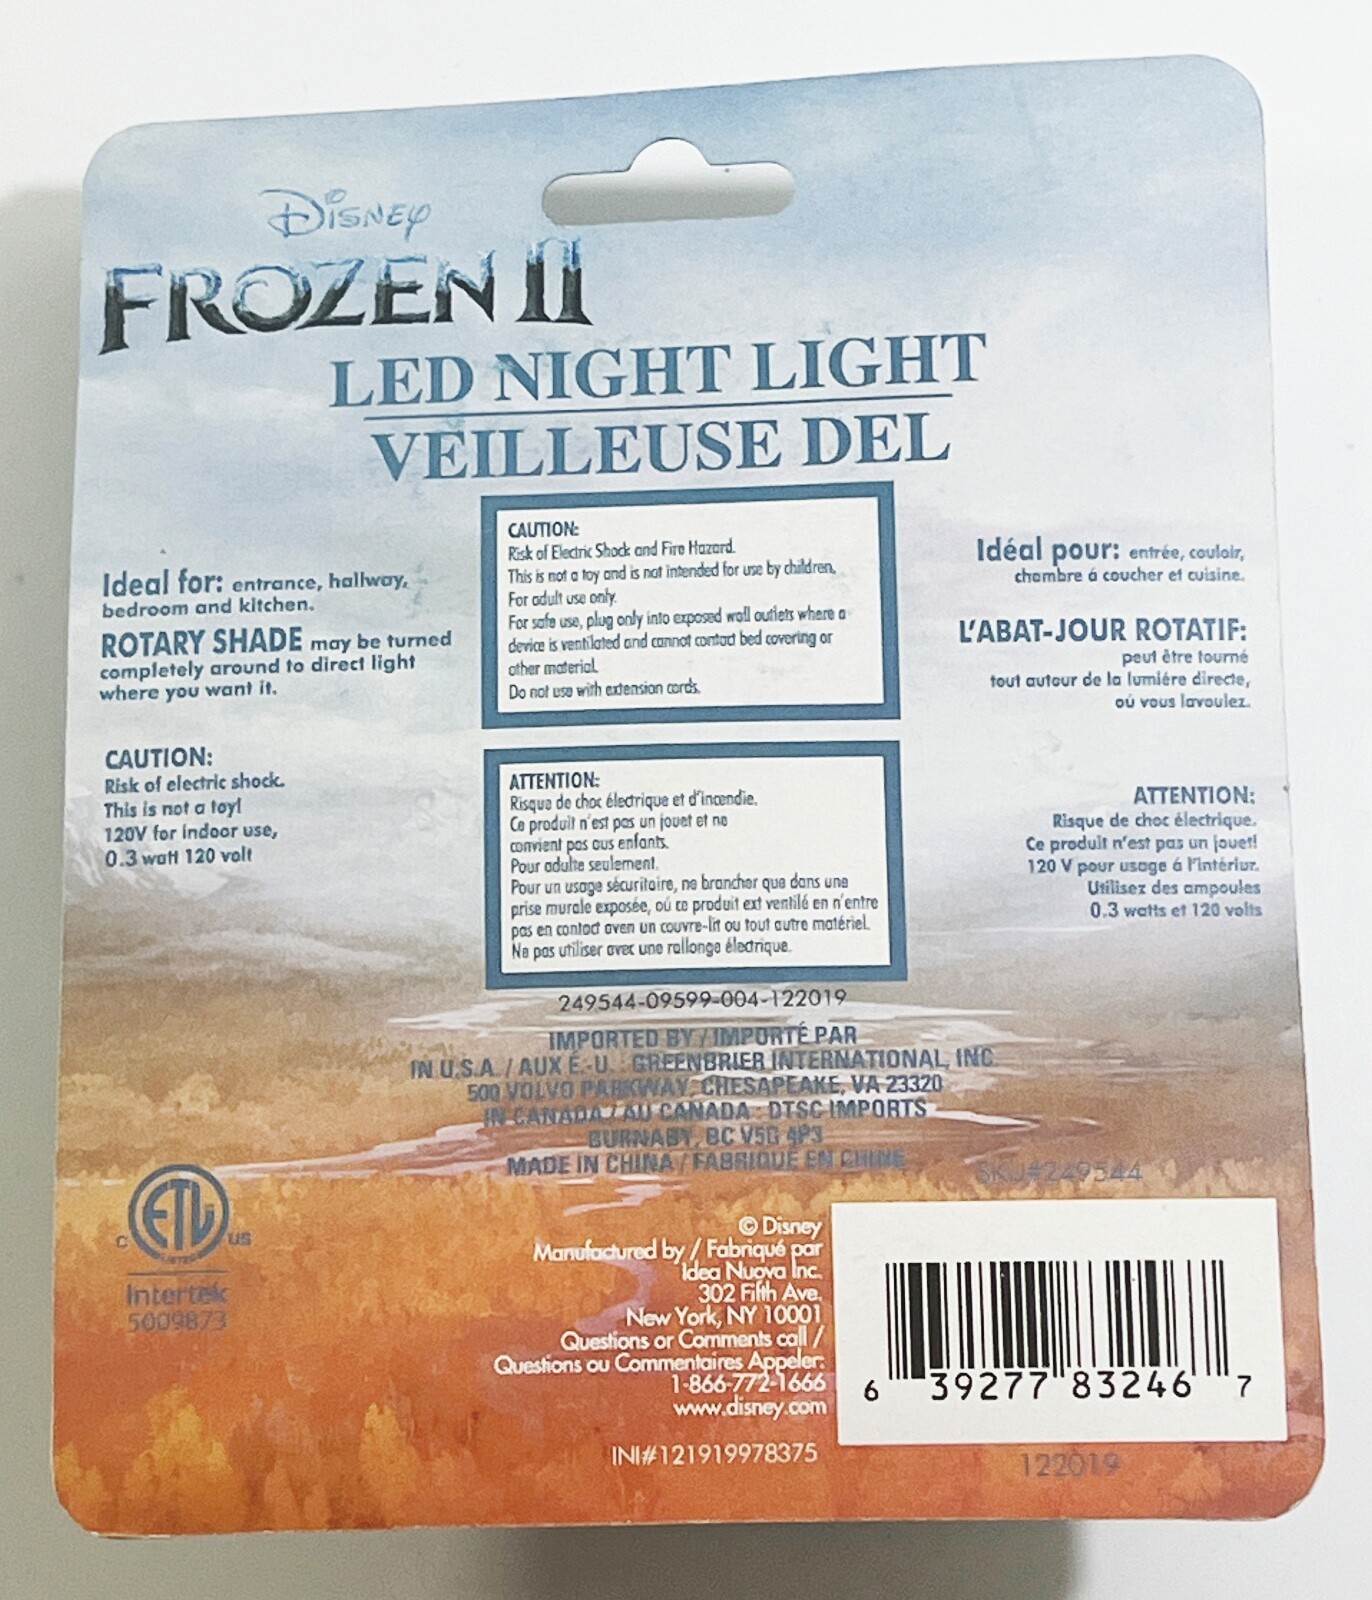 Disney
FROZEN II
LED NIGHT LIGHT
VEILLEUSE DEL
Ideal for: entrance, hallway,
bedroom and kitchen.
ROTARY SHADE may be turned
completely around to direct light
where you want it.
CAUTION:
Risk of electric shock.
This is not a toy!
120V for indoor use,
0.3 watt 120 volt
CAUTION:
Risk of Electric Shock and Fire Hazard.
This is not a toy and is not intended for use by children,
For adult use only.
For safe use, plug only into exposed wall outlets where a
device is ventilated and cannot contact bed covering or
other material.
Do not use with extension cords.
ATTENTION:
Risque de choc électrique et d'incendie.
Ce produit n'est pas un jouet et ne
convient pas aus enfants.
Pour adulte seulement.
Pour un usage sécuritaire, ne brancher que dans une
prise murale exposée, oú ce produit ext ventilé en n'entre
pas en contact aven un couvre-lit ou tout autre matériel.
Ne pas utiliser avec une rallonge électrique.
Idéal pour: entrée, couloir,
chambre á coucher et cuisine.
L'ABAT-JOUR ROTATIF:
peut être tourné
tout autour de la lumiére directe,
oú vous lavoulez.
ATTENTION:
Risque de choc électrique.
Ce produit n'est pas un jouet!
120 V pour usage á l'intériur.
Utilisez des ampoules
0.3 watts et 120 volts
249544-09599-004-122019
IMPORTED BY / IMPORTÉ PAR
IN U.S.A. / AUX É.-U. : GREENBRIER INTERNATIONAL, INC.
500 VOLVO PARKWAY, CHESAPEAKE, VA 23320
IN CANADA / AU CANADA : DTSC IMPORTS
BURNABY, BC V5G 4P3
MADE IN CHINA / FABRIQUÉ EN CHINE
SKU#249544
C ETL US
LISTED
Intertek
5009873
© Disney
Manufactured by / Fabriqué par
Idea Nuova Inc.
302 Fifth Ave.
New York, NY 10001
Questions or Comments call /
Questions ou Commentaires Appeler:
1-866-772-1666
www.disney.com
INI#121919978375
6 39277 83246 7
122019